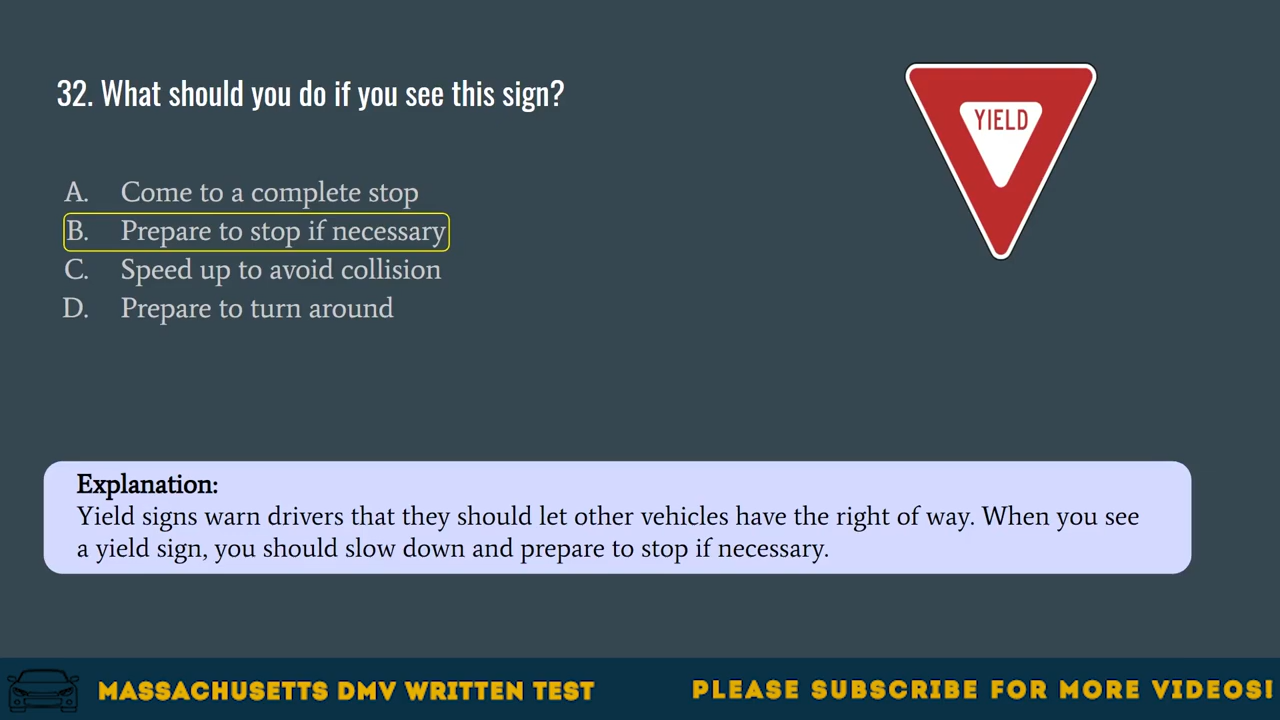 32. What should you do if you see this sign?
YIELD
A. Come to a complete stop
B. Prepare to stop if necessary
C. Speed up to avoid collision
D. Prepare to turn around
Explanation:
Yield signs warn drivers that they should let other vehicles have the right of way. When you see
a yield sign, you should slow down and prepare to stop if necessary.
MASSACHUSETTS DMV WRITTEN TEST
PLEASE SUBSCRIBE FOR MORE VIDEOS!